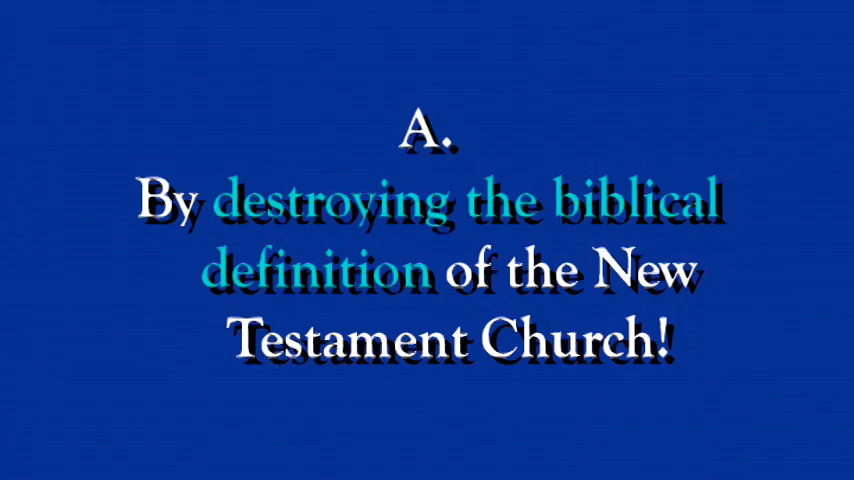 A.
By destroying the biblical
definition of the New
Testament Church!